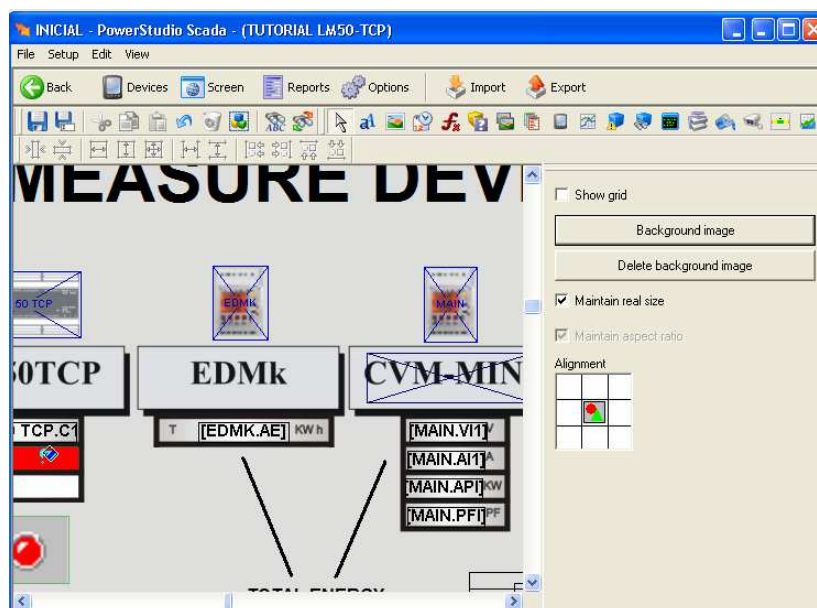 INICIAL - PowerStudio Scada - (TUTORIAL LM50-TCP)
File Setup Edit View
Back Devices Screen Reports Options Import Export
MEASURE DEVI
Show grid
Background image
Delete background image
50 TCP EDMK MAIN
Maintain real size
Maintain aspect ratio
50TCP EDMk CVM-MIN
Alignment
TCP.C1 T [EDMK.AE] KWh [MAIN.VI1] V
[MAIN.AI1] A
[MAIN.API] KW
[MAIN.PFI] PF
TOTAL ENERGY